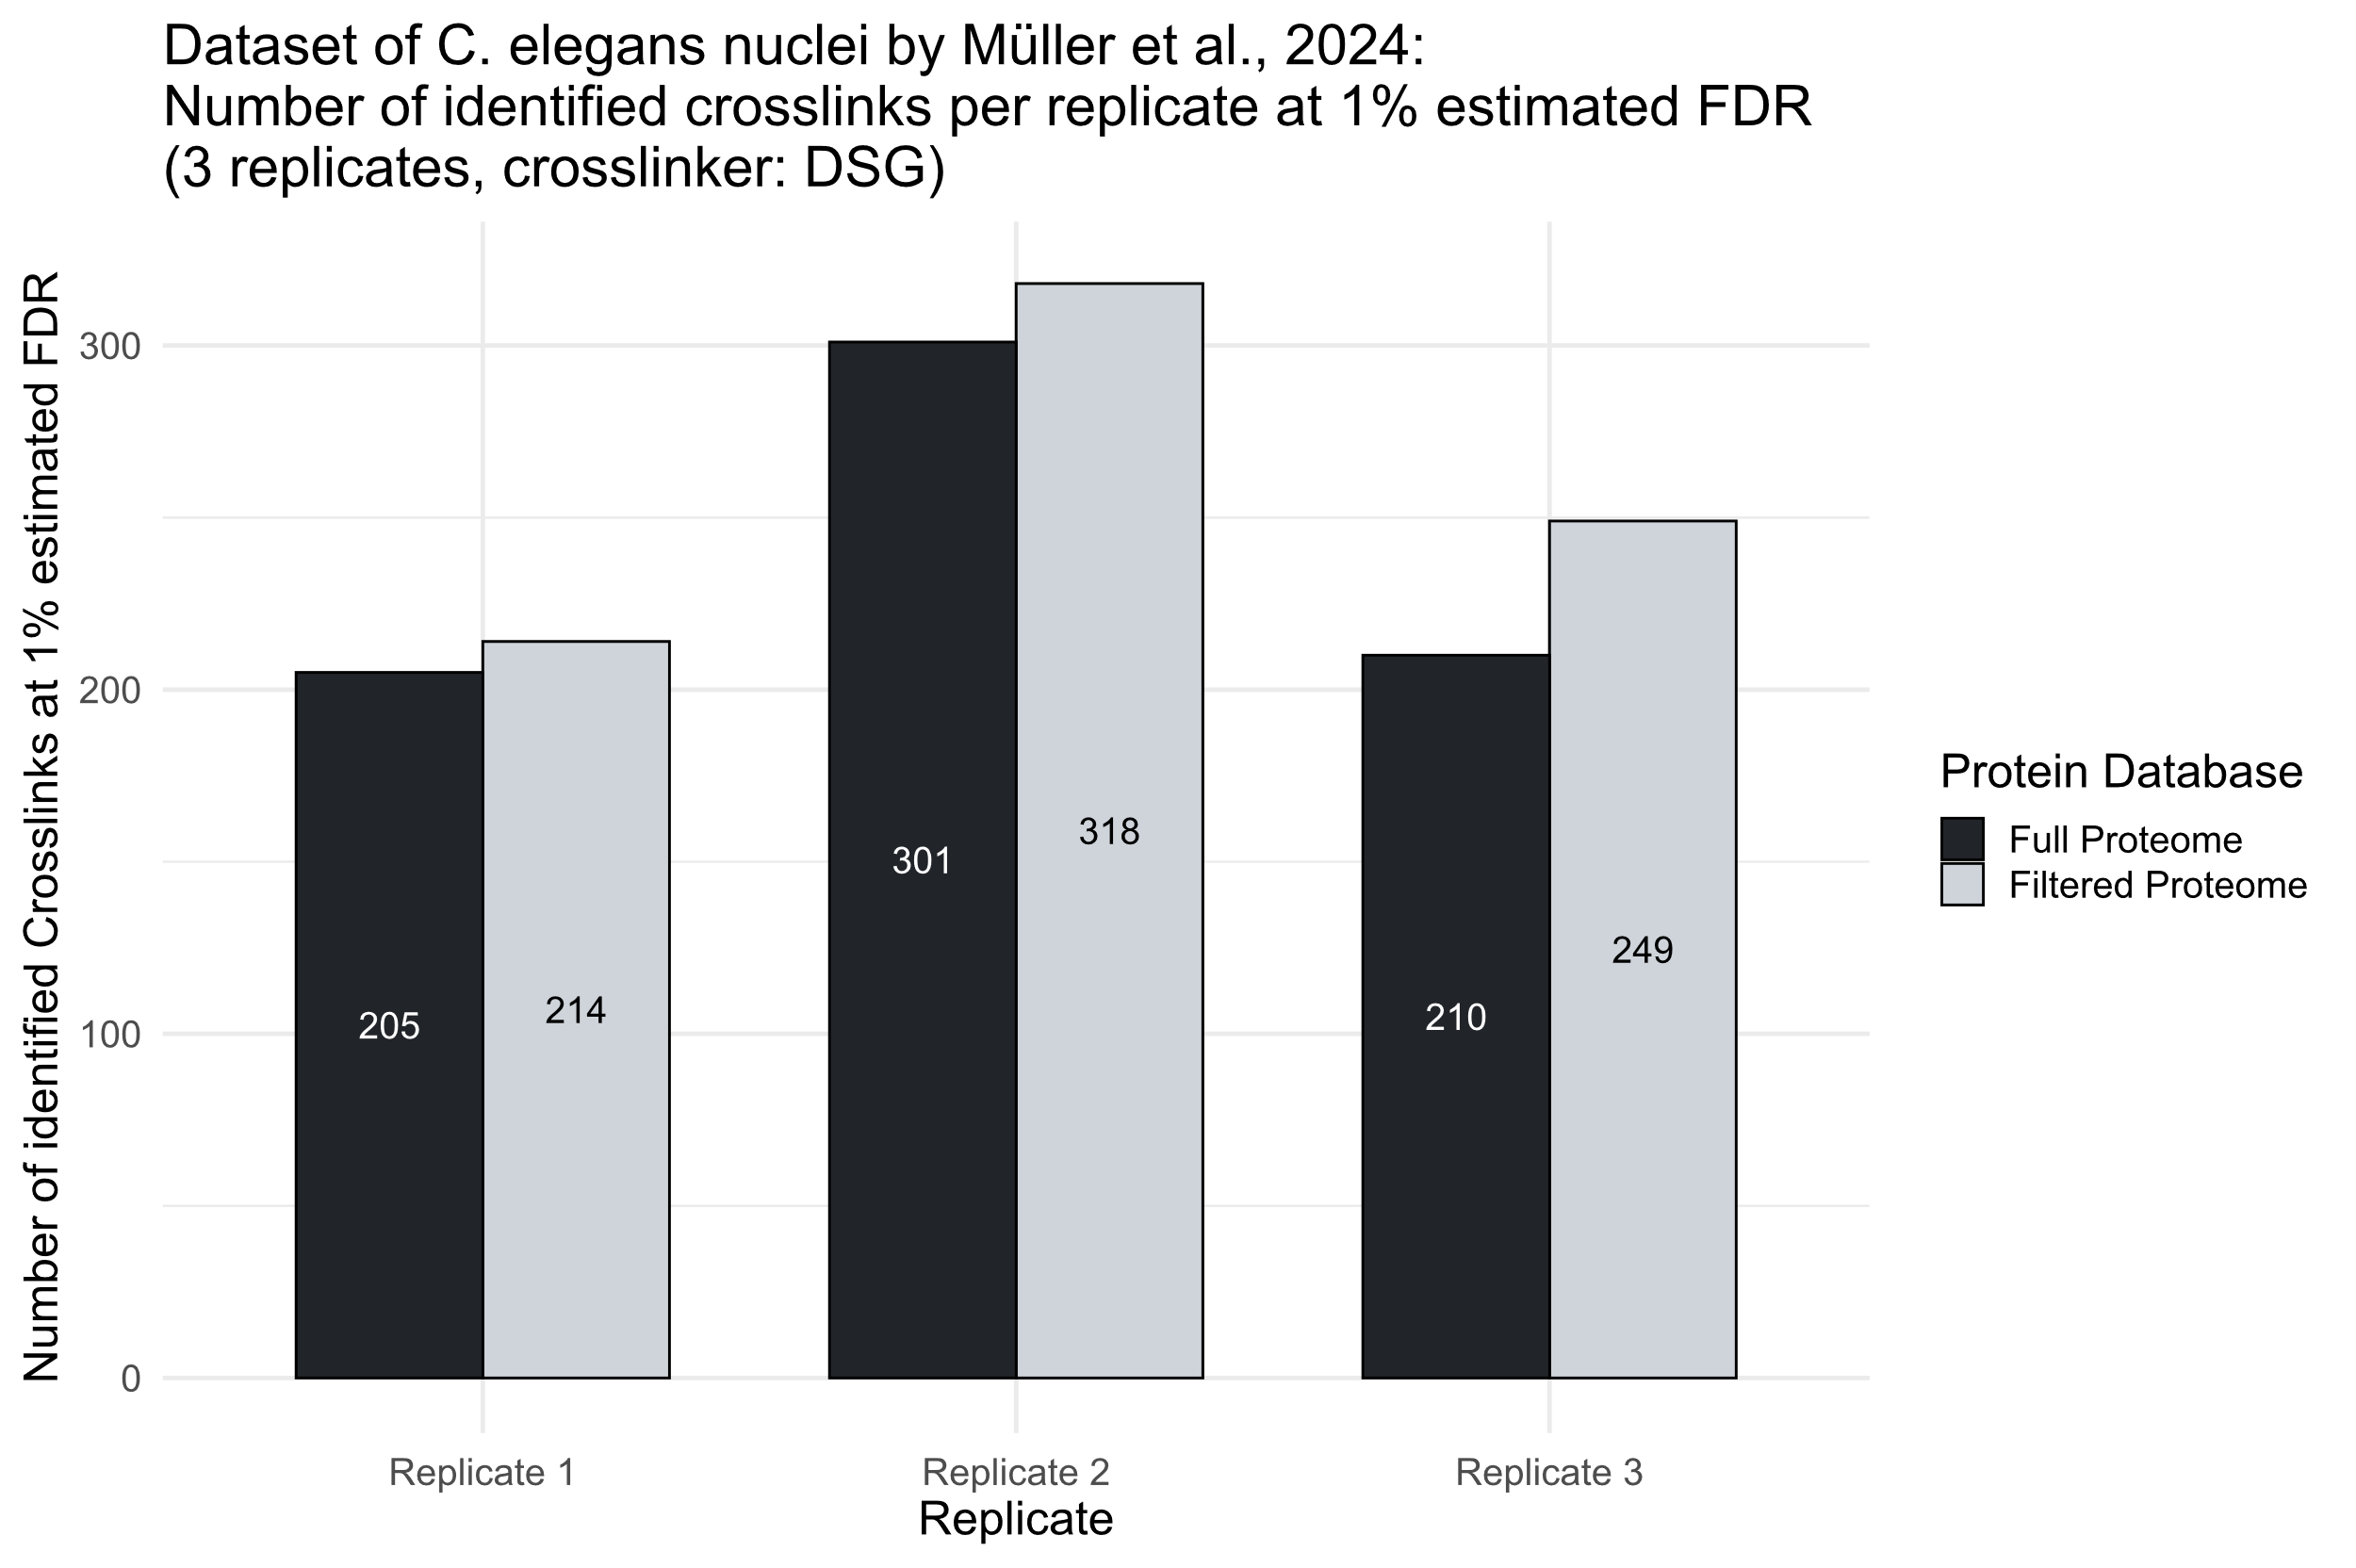 Dataset of C. elegans nuclei by Müller et al., 2024:
Number of identified crosslinks per replicate at 1% estimated FDR
(3 replicates, crosslinker: DSG)
Number of identified Crosslinks at 1% estimated FDR
300
200
100
0
205
214
301
318
210
249
Replicate 1
Replicate 2
Replicate 3
Replicate
Protein Database
Full Proteome
Filtered Proteome